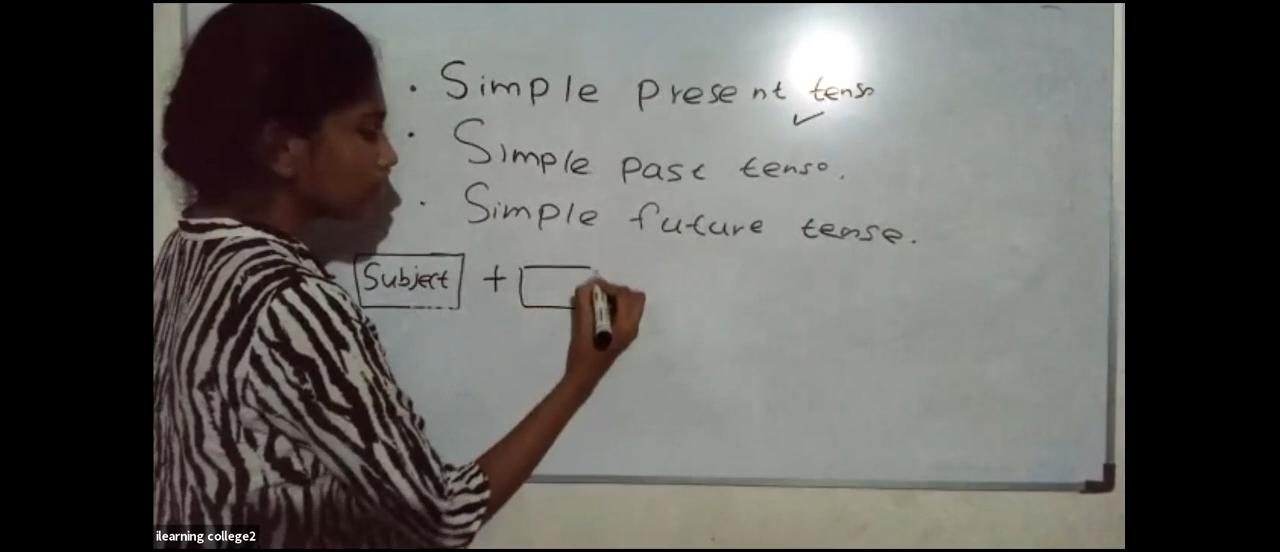 · Simple present tense
· Simple past tense.
· Simple future tense.
Subject +
ilearning college2